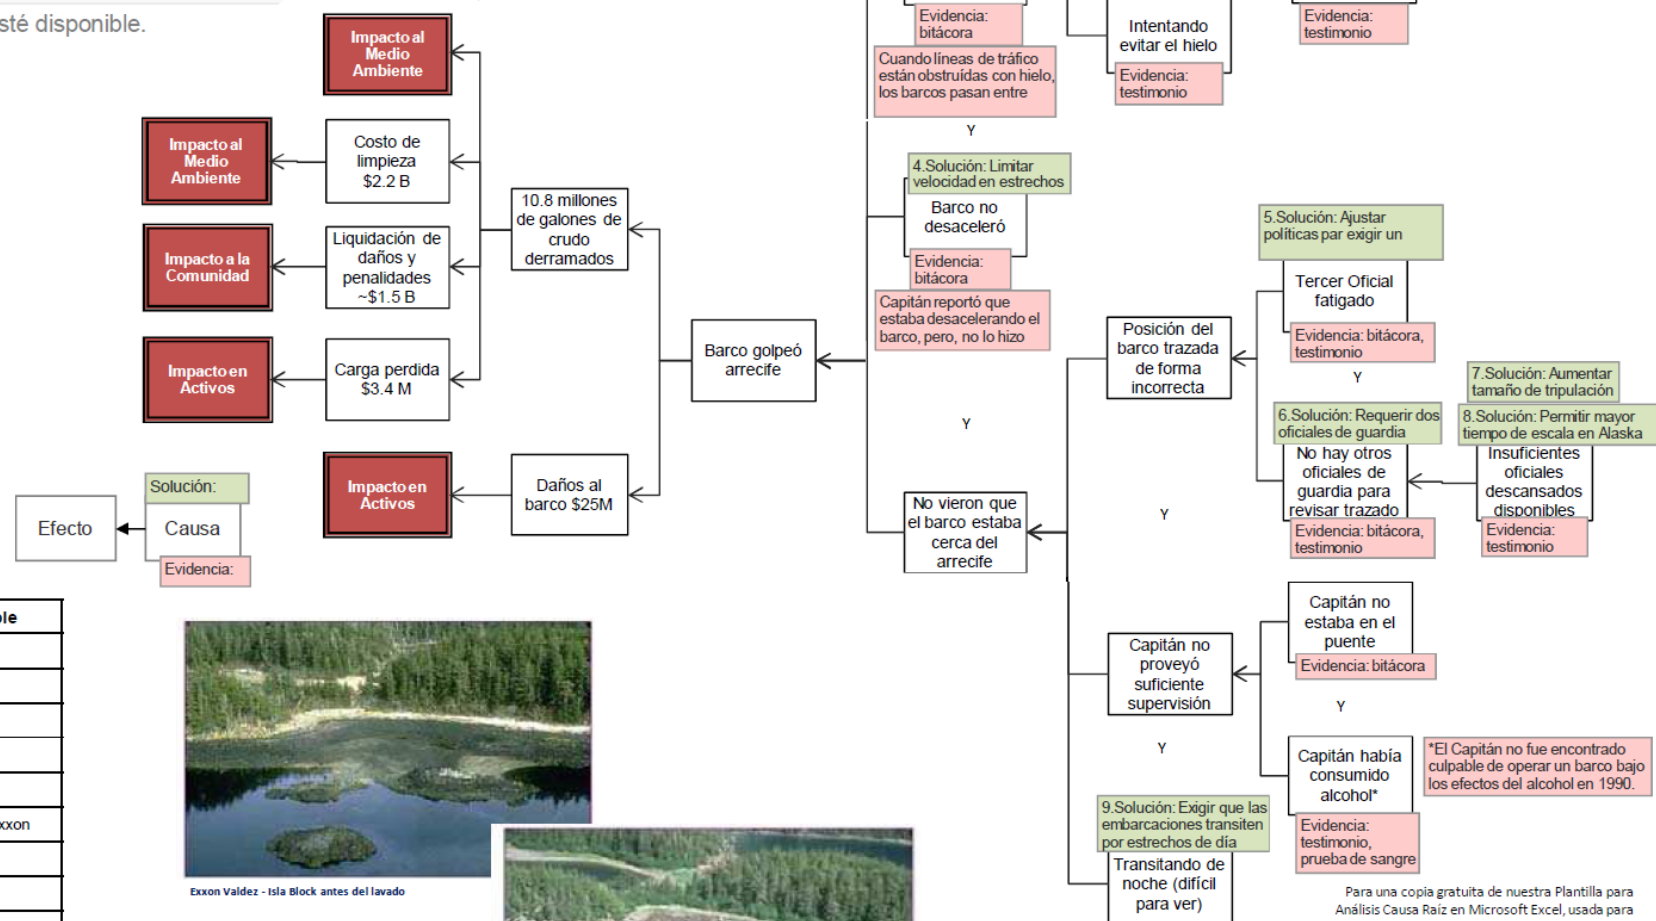 sté disponible.
Impacto al
Medio
Ambiente
Impacto al
Medio
Ambiente
Costo de
limpieza
$2.2 B
Impacto a la
Comunidad
Liquidación de
daños y
penalidades
~$1.5 B
Impacto en
Activos
Carga perdida
$3.4 M
Impacto en
Activos
Daños al
barco $25M
10.8 millones
de galones de
crudo
derramados
Barco golpeó
arrecife
Solución:
Efecto
Causa
Evidencia:
ble
xxon
Exxon Valdez - Isla Block antes del lavado
Evidencia:
bitácora
Cuando líneas de tráfico
están obstruídas con hielo,
los barcos pasan entre
Intentando
evitar el hielo
Evidencia:
testimonio
Evidencia:
testimonio
Y
4.Solución: Limitar
velocidad en estrechos
Barco no
desaceleró
Evidencia:
bitácora
Capitán reportó que
estaba desacelerando el
barco, pero, no lo hizo
Y
No vieron que
el barco estaba
cerca del
arrecife
Posición del
barco trazada
de forma
incorrecta
5.Solución: Ajustar
políticas par exigir un
Tercer Oficial
fatigado
Evidencia: bitácora,
testimonio
Y
6.Solución: Requerir dos
oficiales de guardia
No hay otros
oficiales de
guardia para
revisar trazado
Evidencia: bitácora,
testimonio
7.Solución: Aumentar
tamaño de tripulación
8.Solución: Permitir mayor
tiempo de escala en Alaska
Insuficientes
oficiales
descansados
disponibles
Evidencia:
testimonio
Y
Capitán no
proveyó
suficiente
supervisión
Capitán no
estaba en el
puente
Evidencia: bitácora
Y
Capitán había
consumido
alcohol*
Evidencia:
testimonio,
prueba de sangre
*El Capitán no fue encontrado
culpable de operar un barco bajo
los efectos del alcohol en 1990.
Y
9.Solución: Exigir que las
embarcaciones transiten
por estrechos de día
Transitando de
noche (difícil
para ver)
Para una copia gratuita de nuestra Plantilla para
Análisis Causa Raíz en Microsoft Excel, usada para